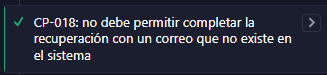 CP-018: no debe permitir completar la
recuperación con un correo que no existe en
el sistema